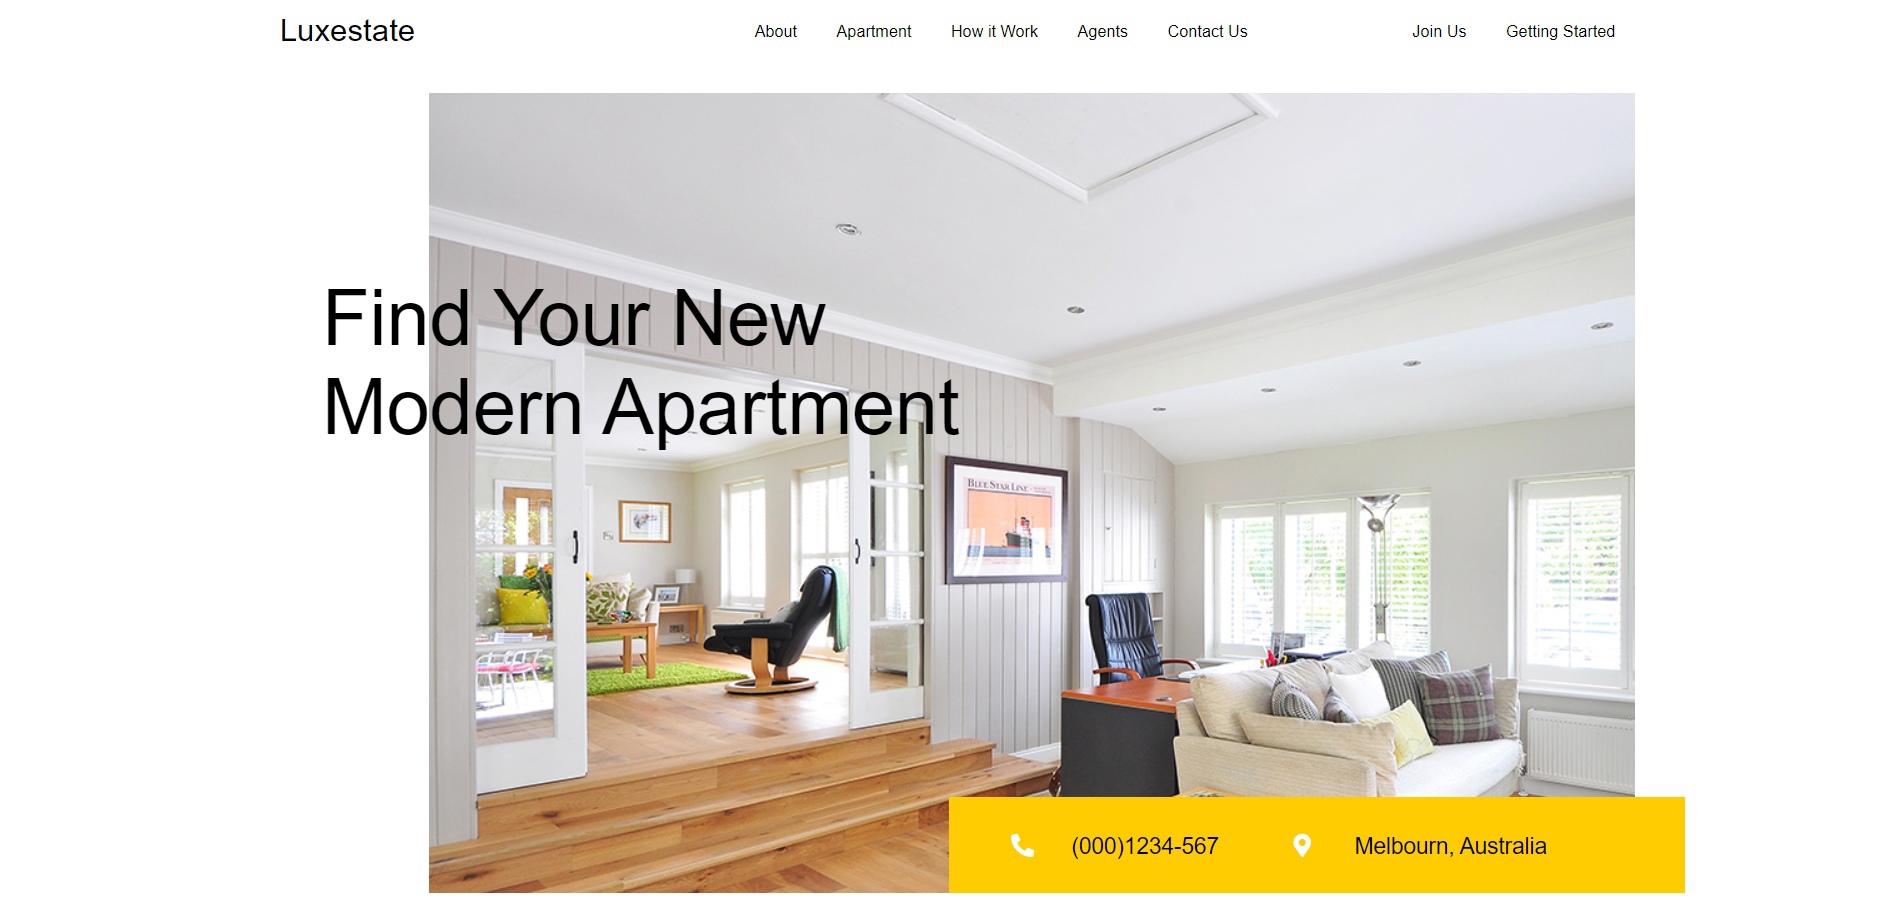 Luxestate
About Apartment How it Work Agents Contact Us Join Us Getting Started
Find Your New
Modern Apartment
BLUE STAR LINE
(000)1234-567
Melbourn, Australia